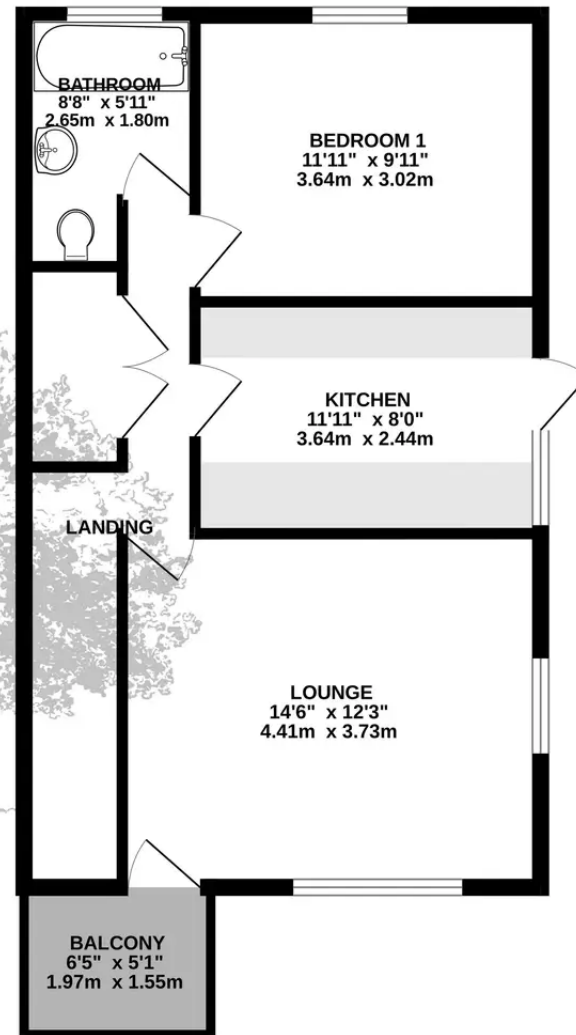 BATHROOM
8'8" x 5'11"
2.65m x 1.80m
BEDROOM 1
11'11" x 9'11"
3.64m x 3.02m
KITCHEN
11'11" x 8'0"
3.64m x 2.44m
LANDING
LOUNGE
14'6" x 12'3"
4.41m x 3.73m
BALCONY
6'5" x 5'1"
1.97m x 1.55m